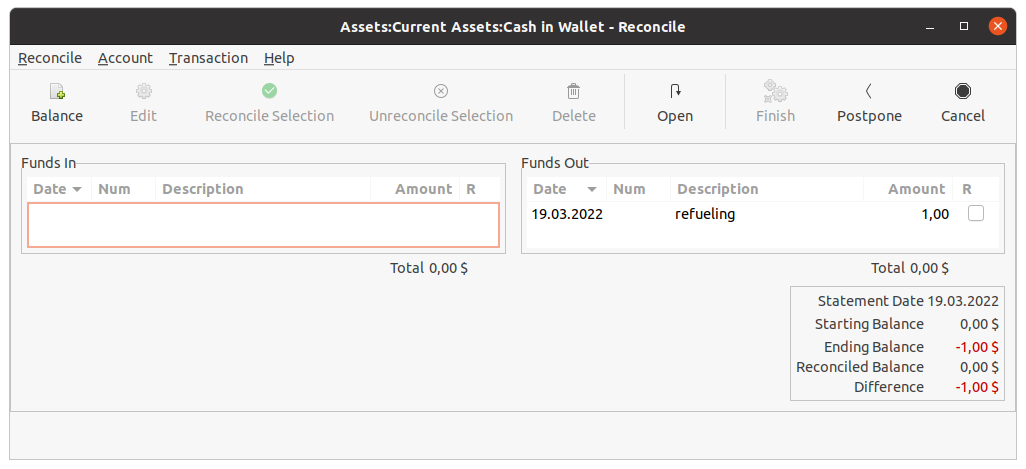 Assets:Current Assets:Cash in Wallet - Reconcile
Reconcile Account Transaction Help
Balance Edit Reconcile Selection Unreconcile Selection Delete Open Finish Postpone Cancel
Funds In Funds Out
Date Num Description Amount R Date Num Description Amount R
19.03.2022 refueling 1,00
Total 0,00 $ Total 0,00 $
Statement Date 19.03.2022
Starting Balance 0,00 $
Ending Balance -1,00 $
Reconciled Balance 0,00 $
Difference -1,00 $